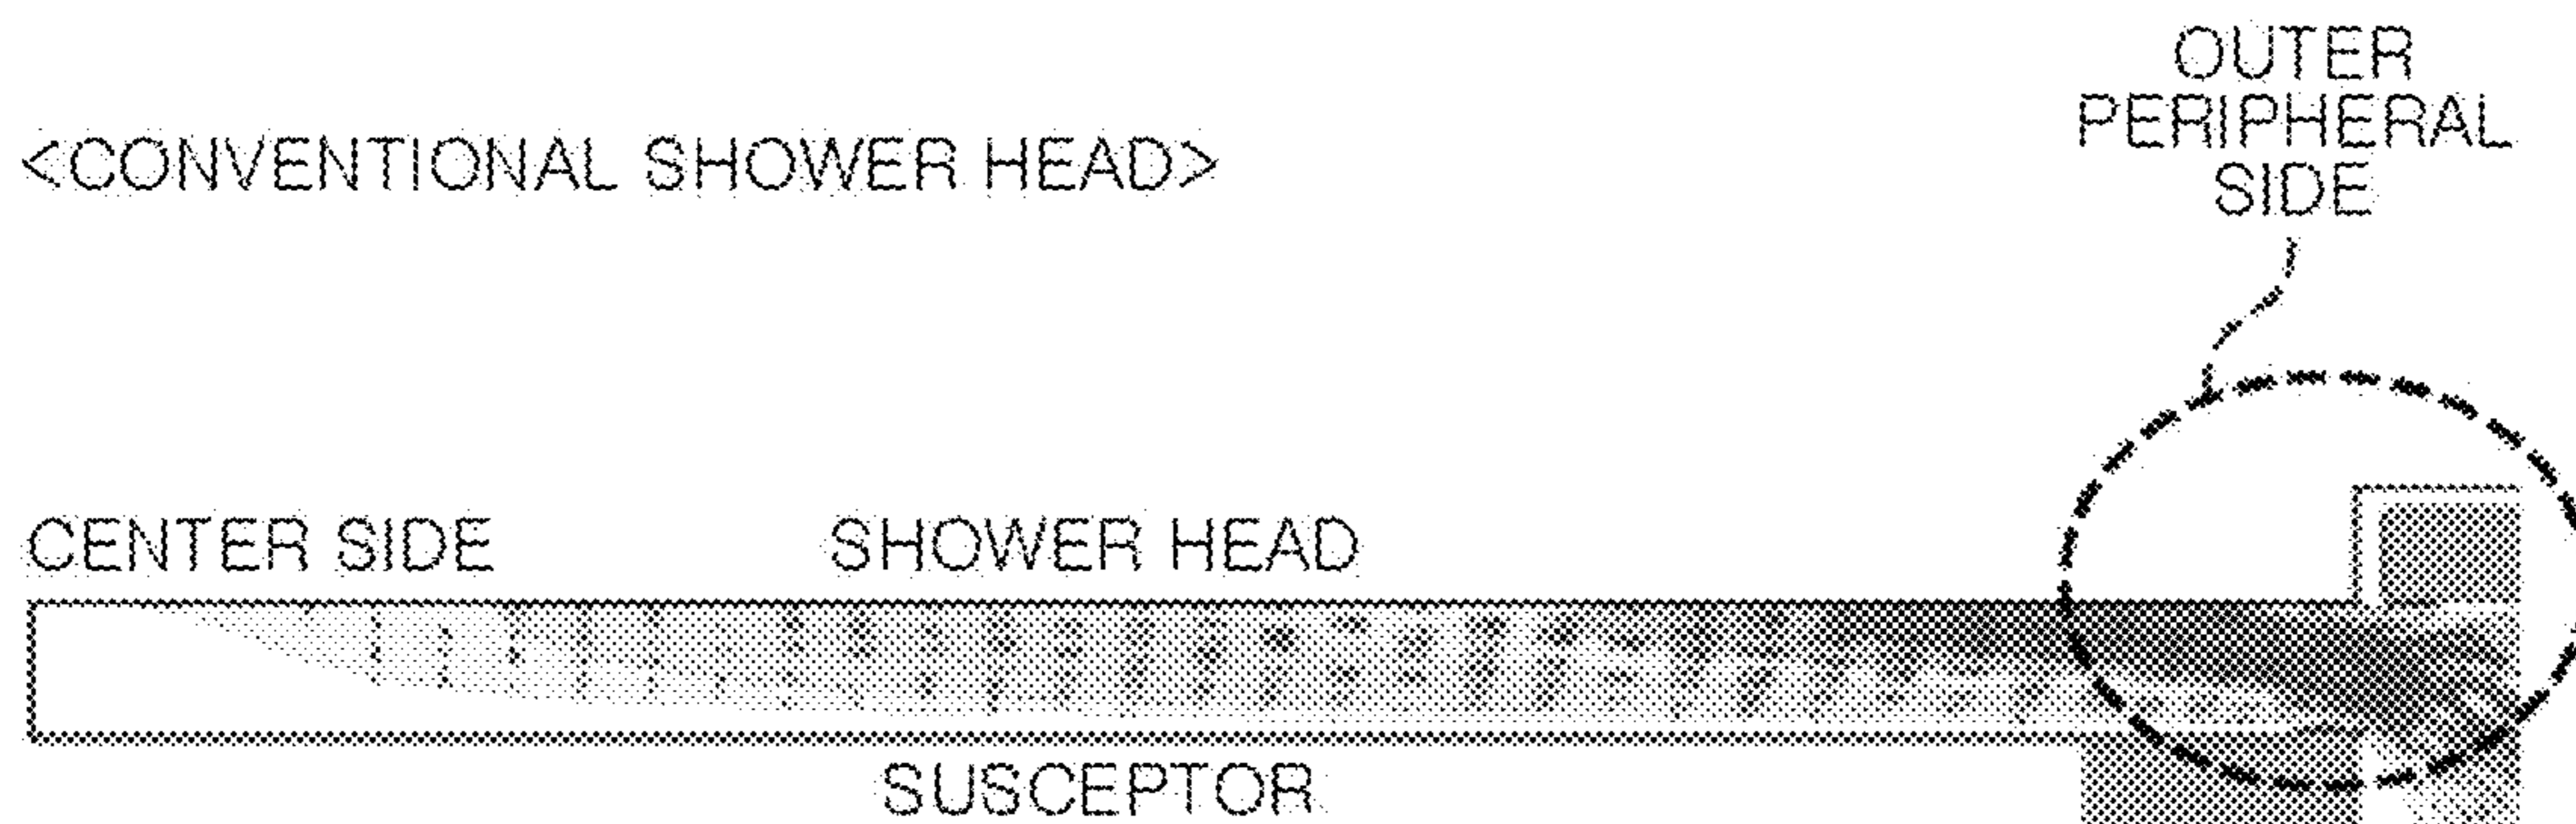 <CONVENTIONAL SHOWER HEAD>
OUTER
PERIPHERAL
SIDE
CENTER SIDE
SHOWER HEAD
SUSCEPTOR